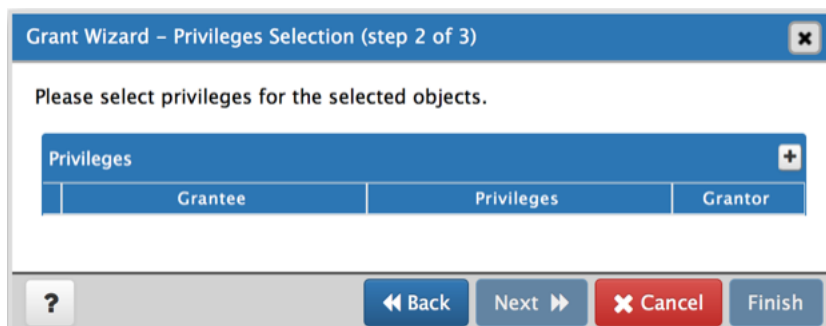 Grant Wizard – Privileges Selection (step 2 of 3)
Please select privileges for the selected objects.
Privileges
Grantee Privileges Grantor
? Back Next Cancel Finish